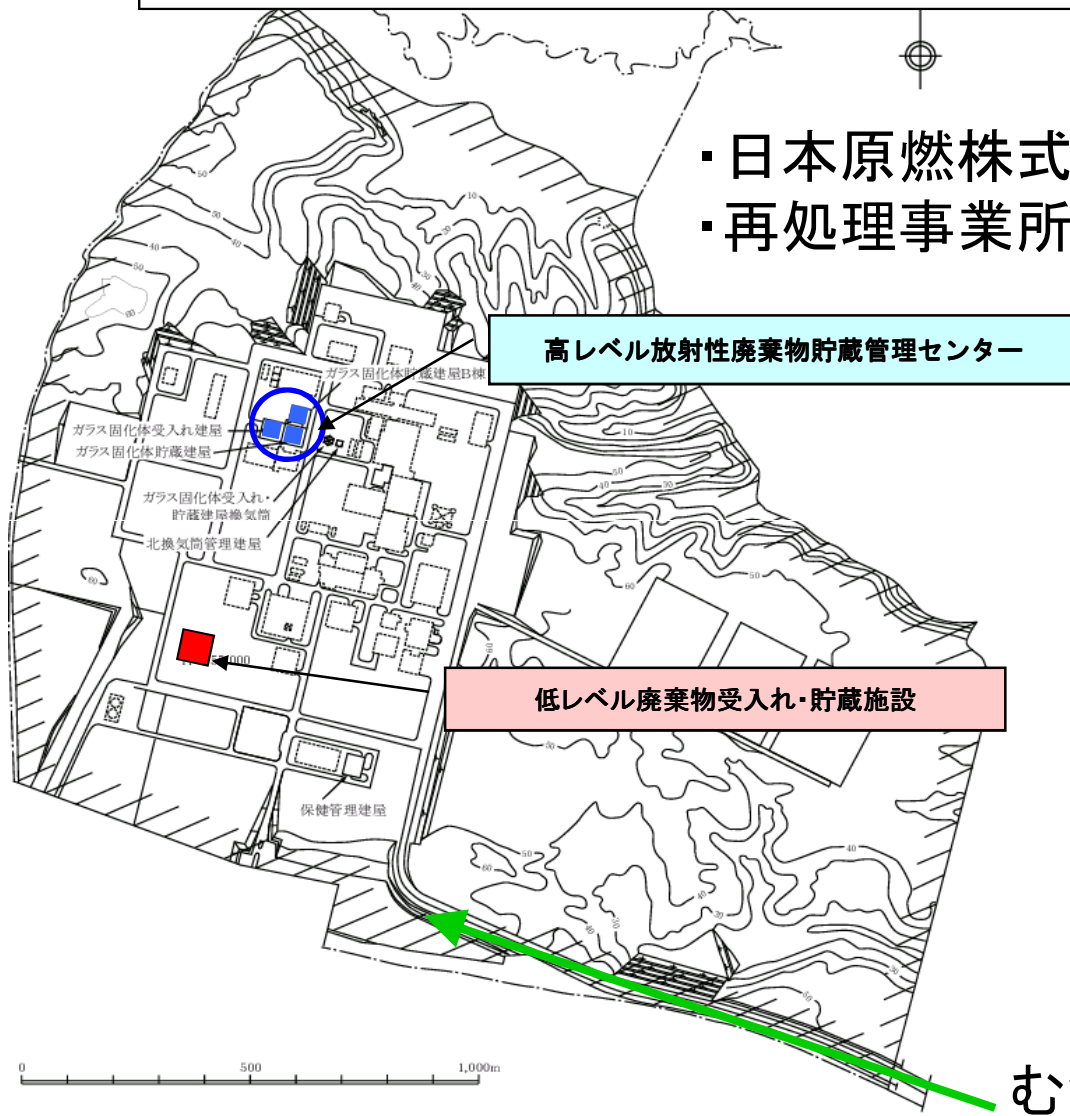 ・日本原燃株式
・再処理事業所
高レベル放射性廃棄物貯蔵管理センター
ガラス固化体貯蔵建屋B棟
ガラス固化体受入れ建屋
ガラス固化体貯蔵建屋
ガラス固化体受入れ・
貯蔵建屋換気筒
北換気筒管理建屋
低レベル廃棄物受入れ・貯蔵施設
保健管理建屋
0 500 1,000m
む